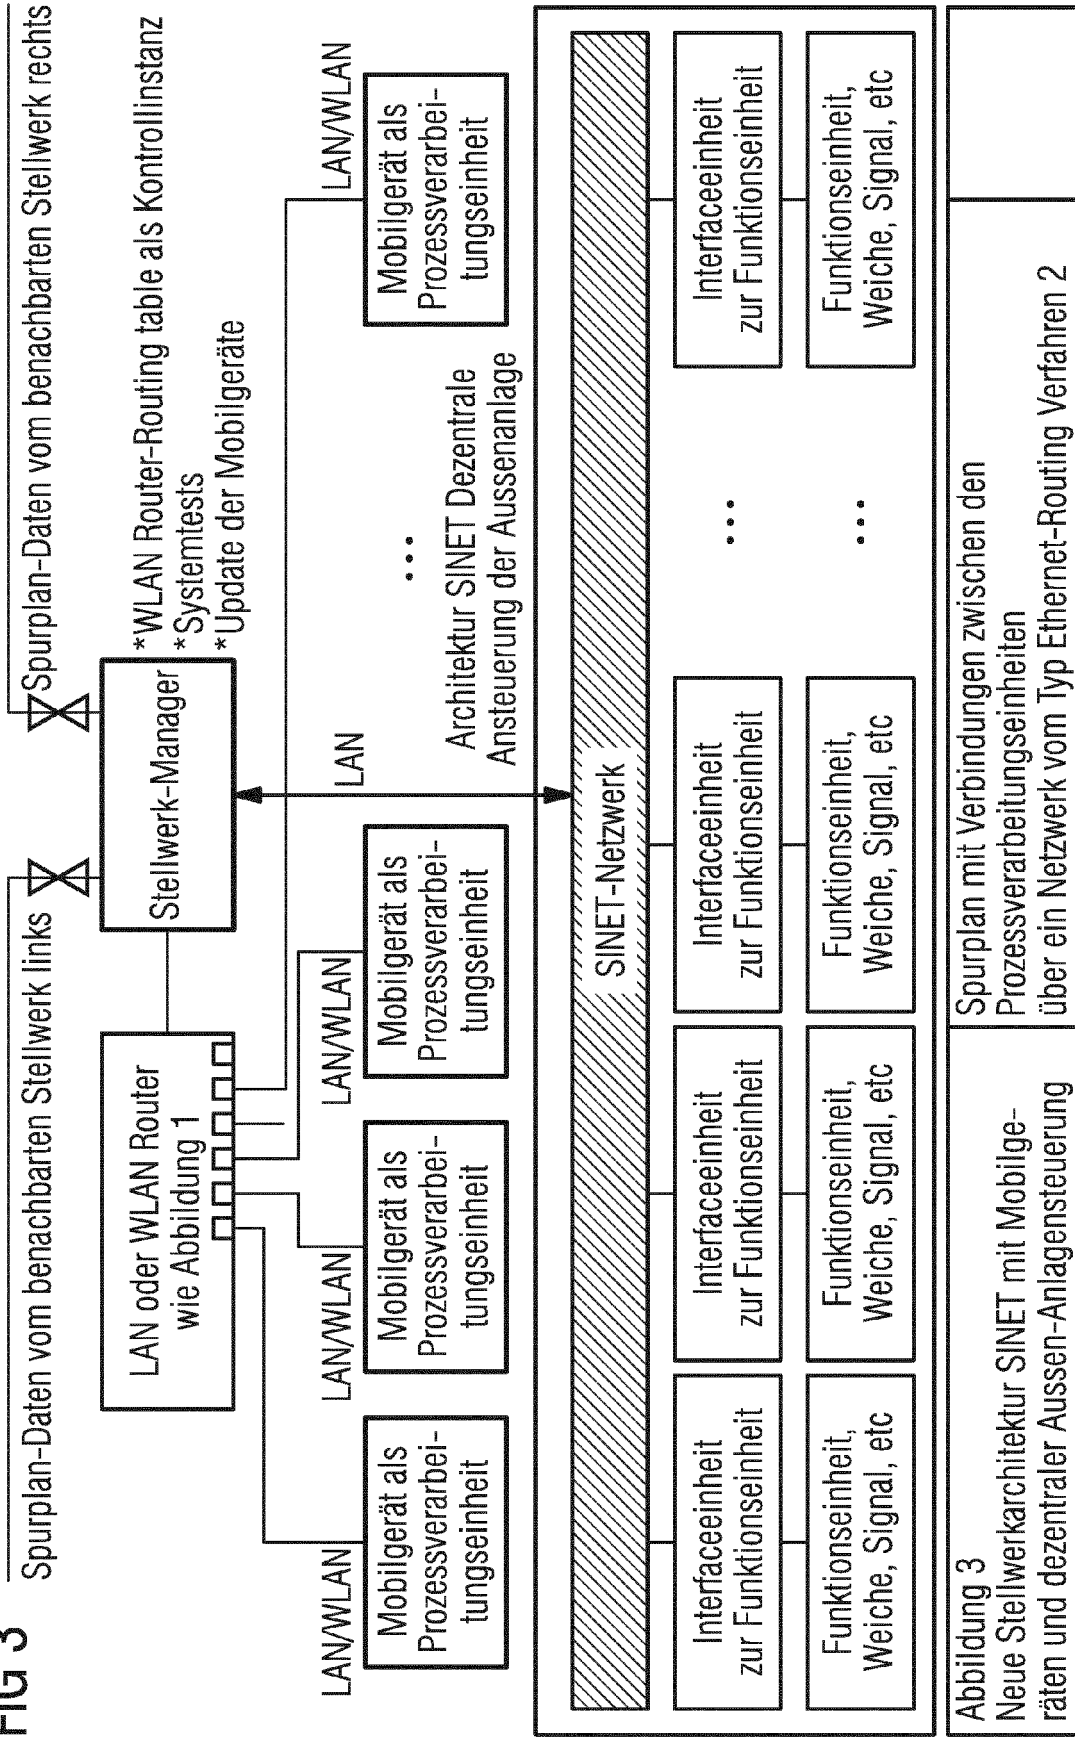 FIG 3
Spurplan-Daten vom benachbarten Stellwerk links
Spurplan-Daten vom benachbarten Stellwerk rechts
LAN oder WLAN Router
wie Abbildung 1
Stellwerk-Manager
*WLAN Router-Routing table als Kontrollinstanz
*Systemtests
*Update der Mobilgeräte
LAN/WLAN
LAN/WLAN
LAN/WLAN
LAN
LAN/WLAN
Mobilgerät als
Prozessverarbei-
tungseinheit
Mobilgerät als
Prozessverarbei-
tungseinheit
Mobilgerät als
Prozessverarbei-
tungseinheit
...
Mobilgerät als
Prozessverarbei-
tungseinheit
Architektur SINET Dezentrale
Ansteuerung der Aussenanlage
SINET-Netzwerk
Interfaceeinheit
zur Funktionseinheit
Interfaceeinheit
zur Funktionseinheit
Interfaceeinheit
zur Funktionseinheit
...
Interfaceeinheit
zur Funktionseinheit
Funktionseinheit,
Weiche, Signal, etc
Funktionseinheit,
Weiche, Signal, etc
Funktionseinheit,
Weiche, Signal, etc
...
Funktionseinheit,
Weiche, Signal, etc
Abbildung 3
Neue Stellwerkarchitektur SINET mit Mobilge-
räten und dezentraler Aussen-Anlagensteuerung
Spurplan mit Verbindungen zwischen den
Prozessverarbeitungseinheiten
über ein Netzwerk vom Typ Ethernet-Routing Verfahren 2